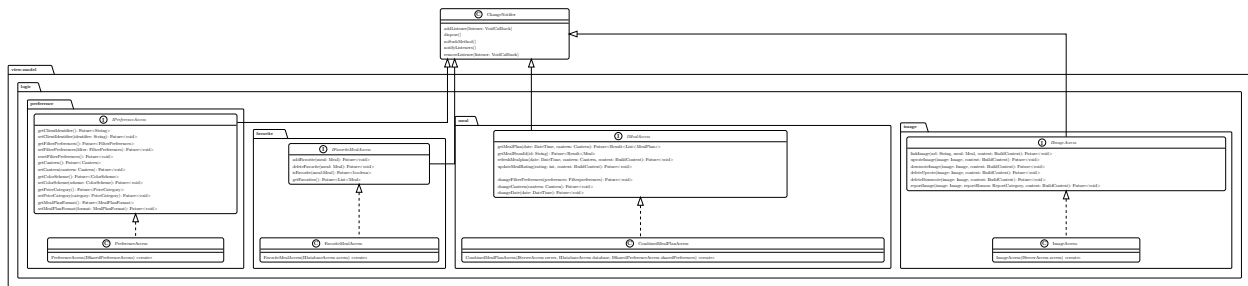 C ChangeNotifier
addListener(listener: VoidCallback)
dispose()
notifyListeners()
removeListener(listener: VoidCallback)
view-model
logic
preference
I IPreferenceAccess
getClientIdentifier(): Future<String>
setClientIdentifier(identifier: String): Future<void>
getFilterPreferences(): Future<FilterPreferences>
setFilterPreferences(filter: FilterPreferences): Future<void>
resetFilterPreferences(): Future<void>
getCanteen(): Future<Canteen>
setCanteen(canteen: Canteen): Future<void>
getColorScheme(): Future<ColorScheme>
setColorScheme(scheme: ColorScheme): Future<void>
getPriceCategory(): Future<PriceCategory>
setPriceCategory(category: PriceCategory): Future<void>
getMealPlanFormat(): Future<MealPlanFormat>
setMealPlanFormat(format: MealPlanFormat): Future<void>
C PreferenceAccess
PreferenceAccess(ISharedPreferenceAccess) <create>
favorite
I IFavoriteMealAccess
addFavorite(meal: Meal): Future<void>
deleteFavorite(meal: Meal): Future<void>
isFavorite(meal:Meal): Future<boolean>
getFavorites(): Future<List<Meal>
C FavoriteMealAccess
FavoriteMealAccess(IDatabaseAccess access) <create>
meal
I IMealAccess
getMealPlan(date: DateTime, canteen: Canteen): Future<Result<List<MealPlan>>
getMealFromId(id: String): Future<Result<Meal>
refreshMealplan(date: DateTime, canteen: Canteen, context: BuildContext): Future<void>
updateMealRating(rating: int, context: BuildContext): Future<void>
changeFilterPreferences(preferences: Filterpreferences): Future<void>
changeCanteen(canteen: Canteen): Future<void>
changeDate(date: DateTime): Future<void>
C CombinedMealPlanAccess
CombinedMealPlanAccess(IServerAccess server, IDatabaseAccess database, ISharedPreferenceAccess sharedPreferences) <create>
image
I IImageAccess
linkImage(url: String, meal: Meal, context: BuildContext): Future<void>
upvoteImage(image: Image, context: BuildContext): Future<void>
downvoteImage(image: Image, context: BuildContext): Future<void>
deleteUpvote(image: Image, context: BuildContext): Future<void>
deleteDownvote(image: Image, context: BuildContext): Future<void>
reportImage(image: Image, reportReason: ReportCategory, context: BuildContext): Future<void>
C ImageAccess
ImageAccess(IServerAccess access) <create>